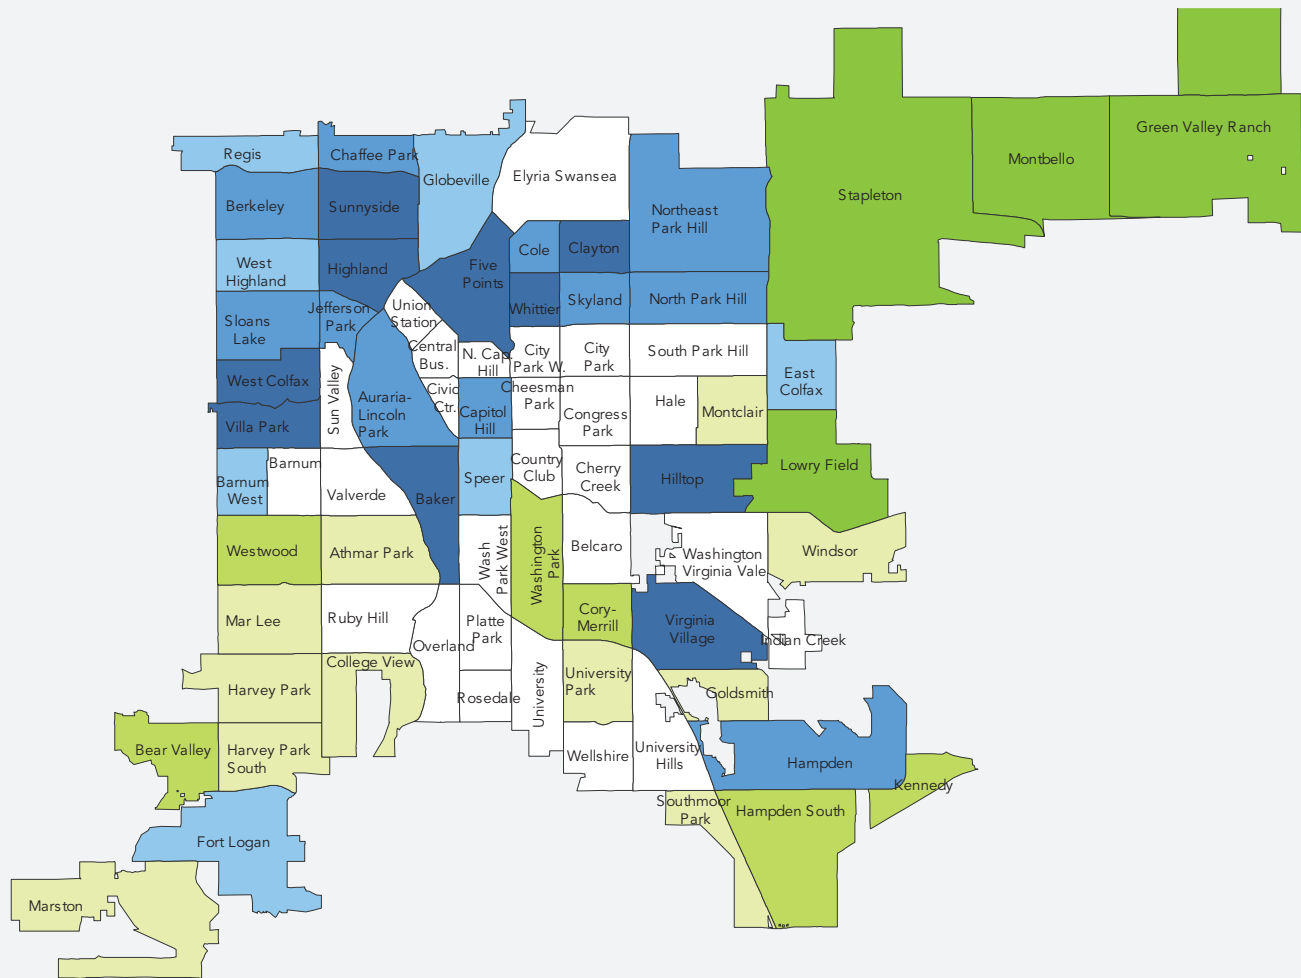 Green Valley Ranch
Regis
Chaffee Park
Montbello
Globeville
Elyria Swansea
Stapleton
Berkeley
Sunnyside
Northeast
Park Hill
Cole
Clayton
West
Highland
Highland
Five
Points
Skyland
North Park Hill
Whittier
Union
Station
Jefferson
Park
Sloans
Lake
Central
Bus.
N. Cap.
Hill
City
Park W.
City
Park
South Park Hill
East
Colfax
West Colfax
Sun Valley
Auraria-
Lincoln
Park
Civic
Ctr.
Capitol
Hill
Cheesman
Park
Congress
Park
Hale
Montclair
Villa Park
Barnum
Barnum
West
Valverde
Baker
Speer
Country
Club
Cherry
Creek
Hilltop
Lowry Field
Westwood
Athmar Park
Wash
Park West
Washington
Park
Belcaro
Washington
Virginia Vale
Windsor
Mar Lee
Ruby Hill
Overland
Platte
Park
Cory-
Merrill
Virginia
Village
Indian Creek
Harvey Park
College View
Rosedale
University
University
Park
Goldsmith
Bear Valley
Harvey Park
South
Wellshire
University
Hills
Hampden
Kennedy
Southmoor
Park
Hampden South
Fort Logan
Marston